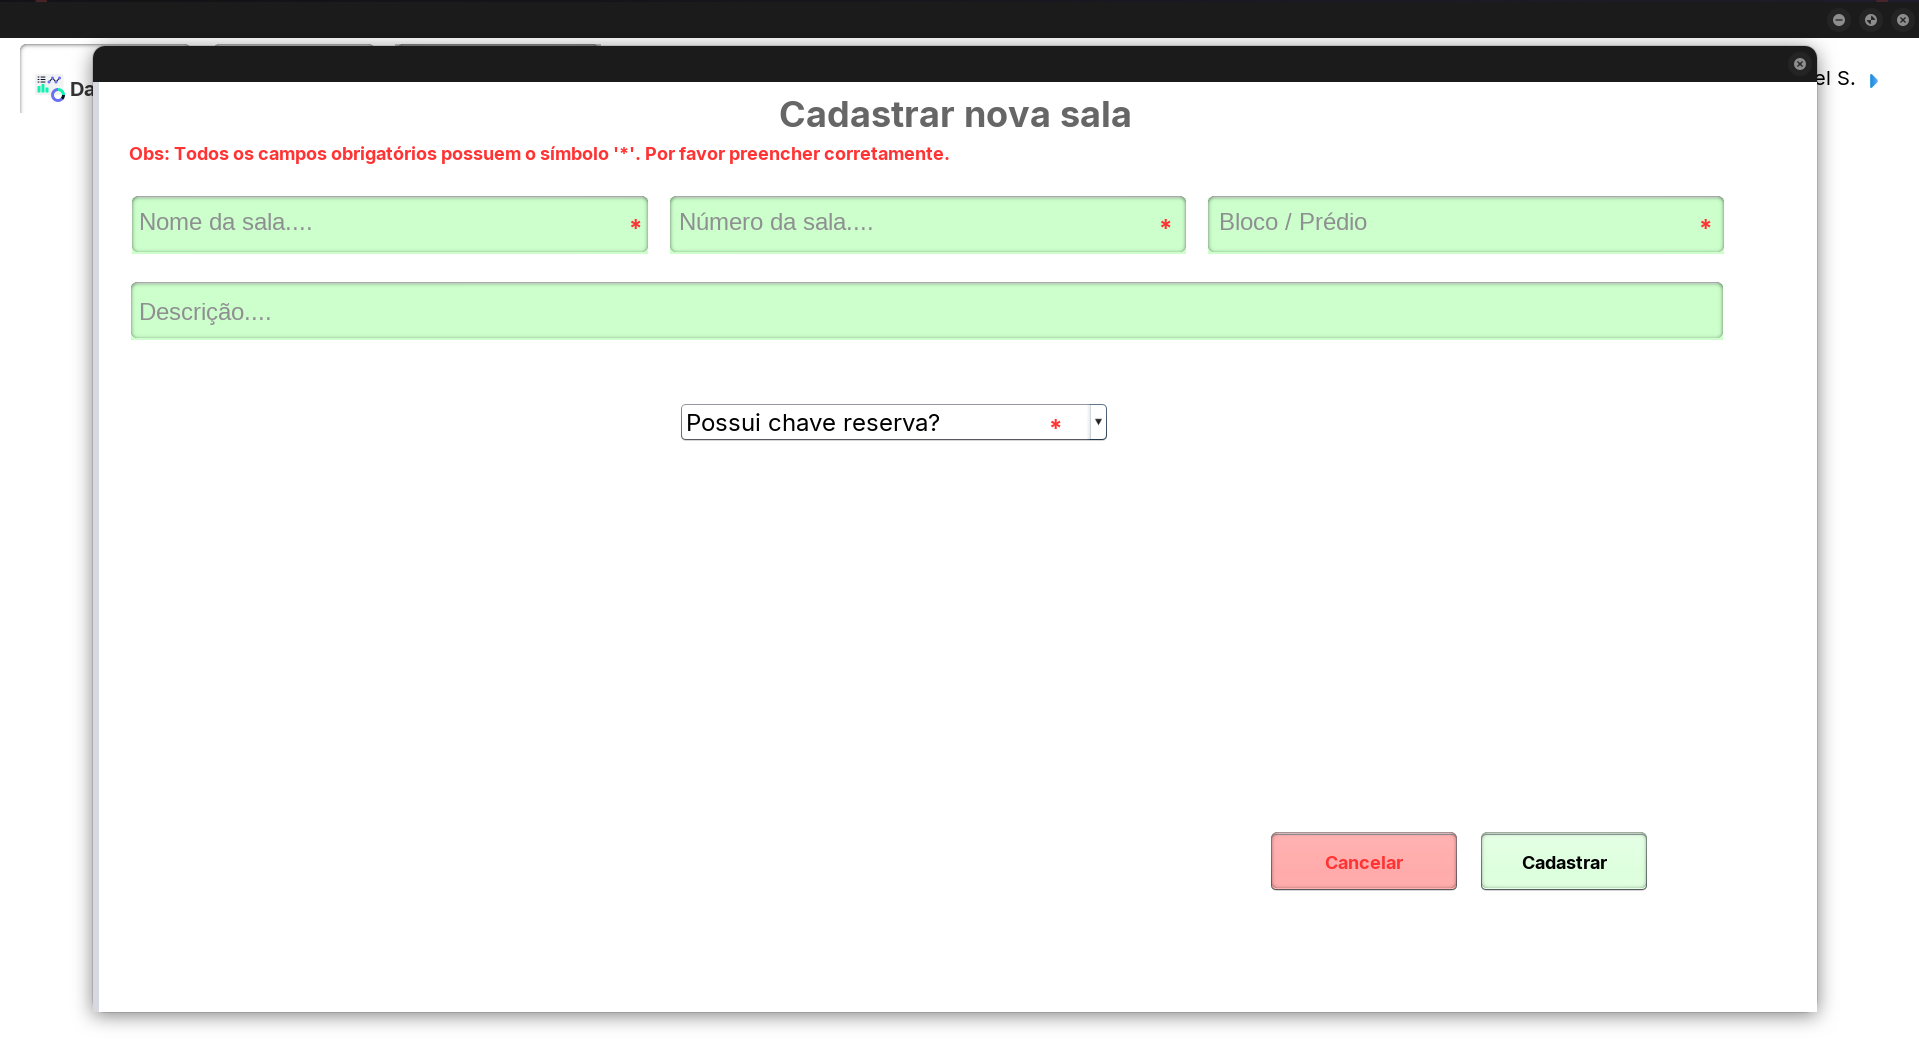 Da
el S.
Cadastrar nova sala
Obs: Todos os campos obrigatórios possuem o símbolo '*'. Por favor preencher corretamente.
Nome da sala.... *
Número da sala.... *
Bloco / Prédio *
Descrição....
Possui chave reserva? *
Cancelar
Cadastrar